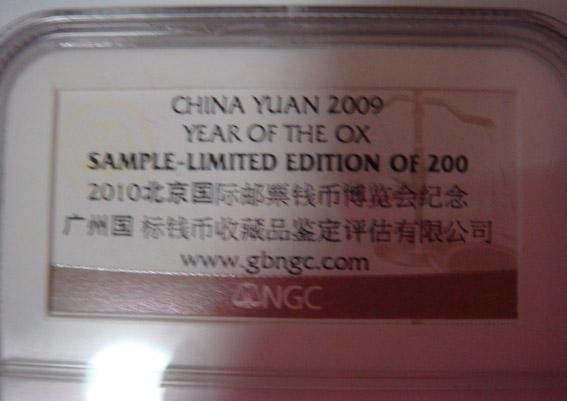 CHINA YUAN 2009
YEAR OF THE OX
SAMPLE-LIMITED EDITION OF 200
2010北京国际邮票钱币博览会纪念
广州国 标钱币收藏品鉴定评估有限公司
www.gbngc.com
NGC